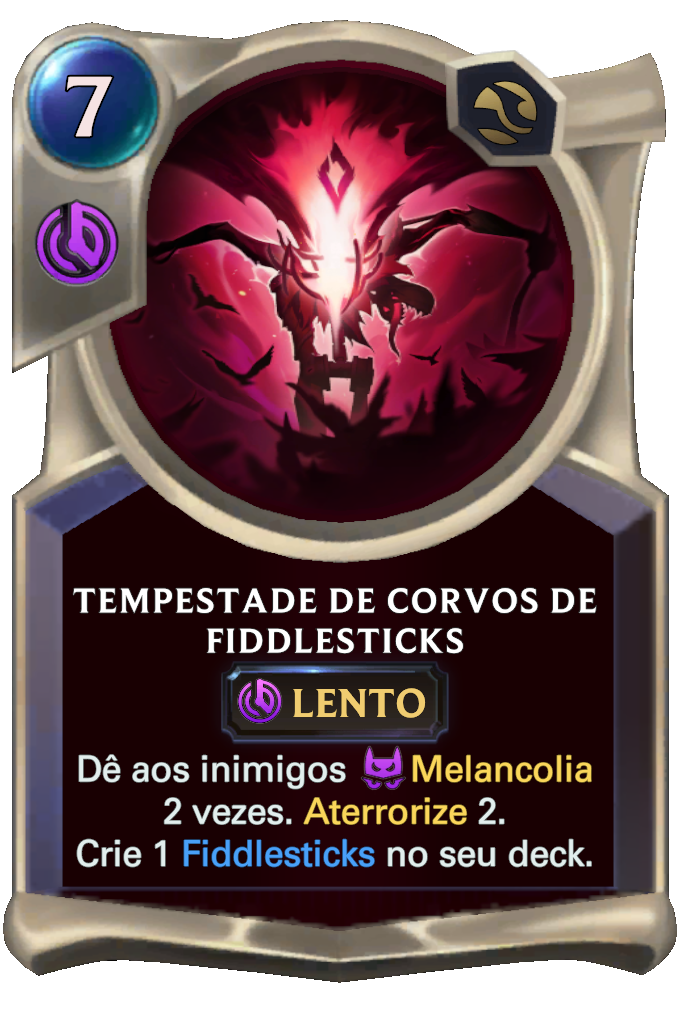 7
TEMPESTADE DE CORVOS DE
FIDDLESTICKS
LENTO
Dê aos inimigos Melancolia
2 vezes. Aterrorize 2.
Crie 1 Fiddlesticks no seu deck.